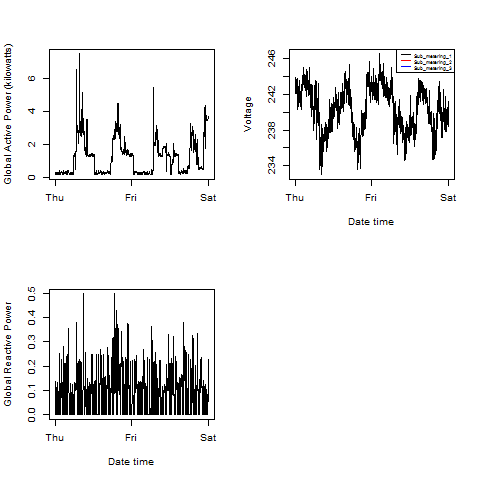 Global Active Power (kilowatts)
0 2 4 6
Thu Fri Sat
Voltage
234 238 242 246
Sub_metering_1
Sub_metering_2
Sub_metering_3
Thu Fri Sat
Date time
Global Reactive Power
0.0 0.1 0.2 0.3 0.4 0.5
Thu Fri Sat
Date time